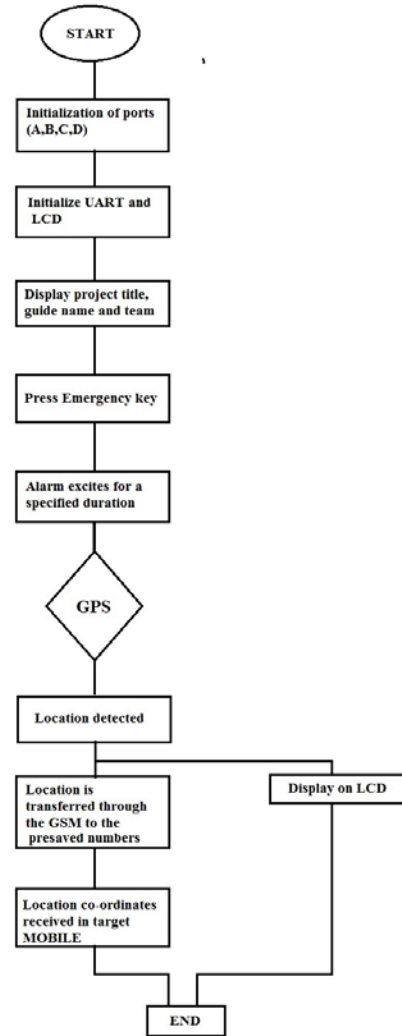 START
Initialization of ports
(A,B,C,D)
Initialize UART and
LCD
Display project title,
guide name and team
Press Emergency key
Alarm excites for a
specified duration
GPS
Location detected
Location is
transferred through
the GSM to the
presaved numbers
Display on LCD
Location co-ordinates
received in target
MOBILE
END